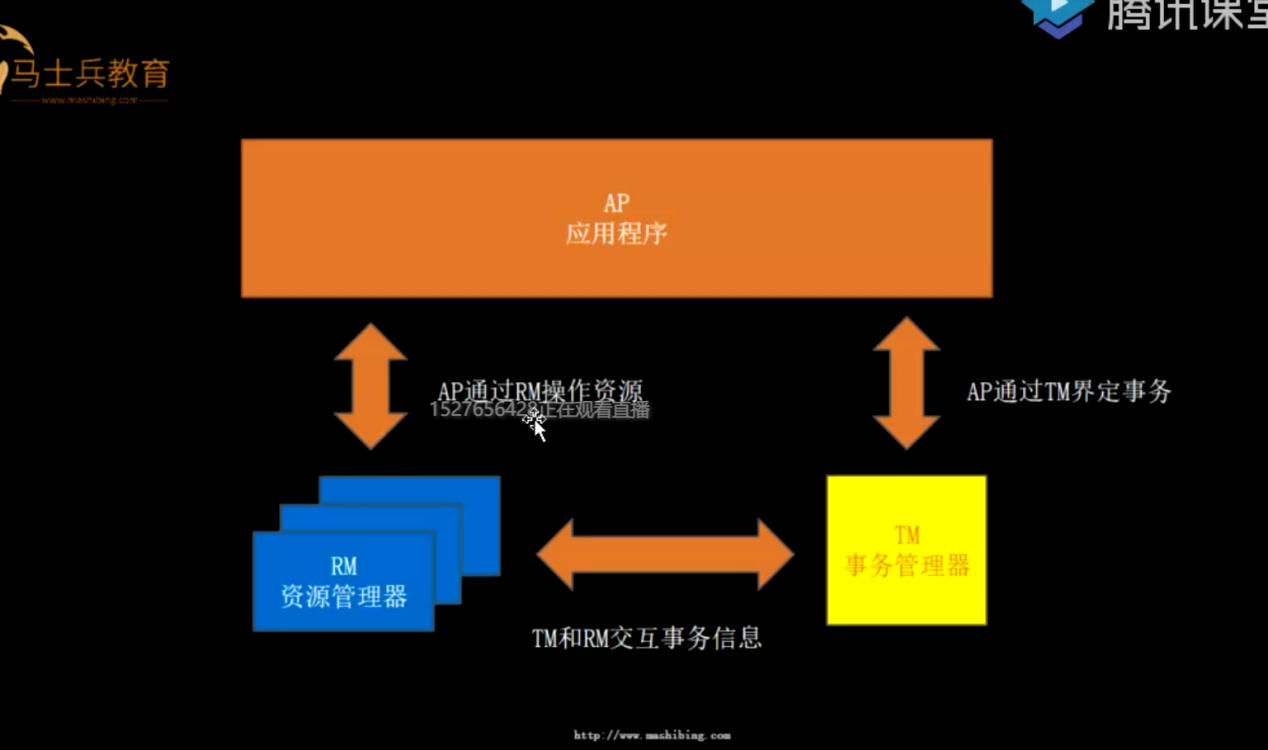 腾讯课堂
马士兵教育
www.mashibing.com
AP
应用程序
AP通过RM操作资源
1527656428正在观看直播
AP通过TM界定事务
RM
资源管理器
TM
事务管理器
TM和RM交互事务信息
http://www.mashibing.com